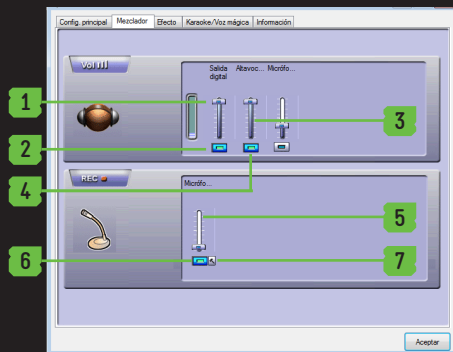 Config. principal Mezclador Efecto Karaoke/Voz mágica Información
Vol
Salida digital Altavoc... Micrófo...
1
2
3
4
REC
Micrófo...
5
6
7
Aceptar